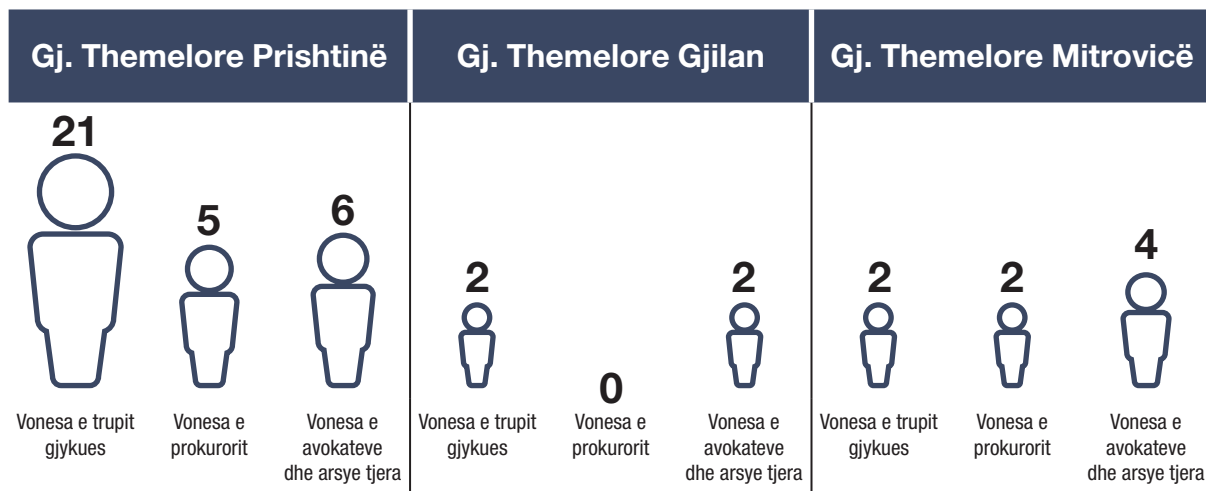 Gj. Themelore Prishtinë
21
5
6
Vonesa e trupit
gjykues
Vonesa e
prokurorit
Vonesa e
avokateve
dhe arsye tjera
Gj. Themelore Gjilan
2
0
2
Vonesa e trupit
gjykues
Vonesa e
prokurorit
Vonesa e
avokateve
dhe arsye tjera
Gj. Themelore Mitrovicë
2
2
4
Vonesa e trupit
gjykues
Vonesa e
prokurorit
Vonesa e
avokateve
dhe arsye tjera